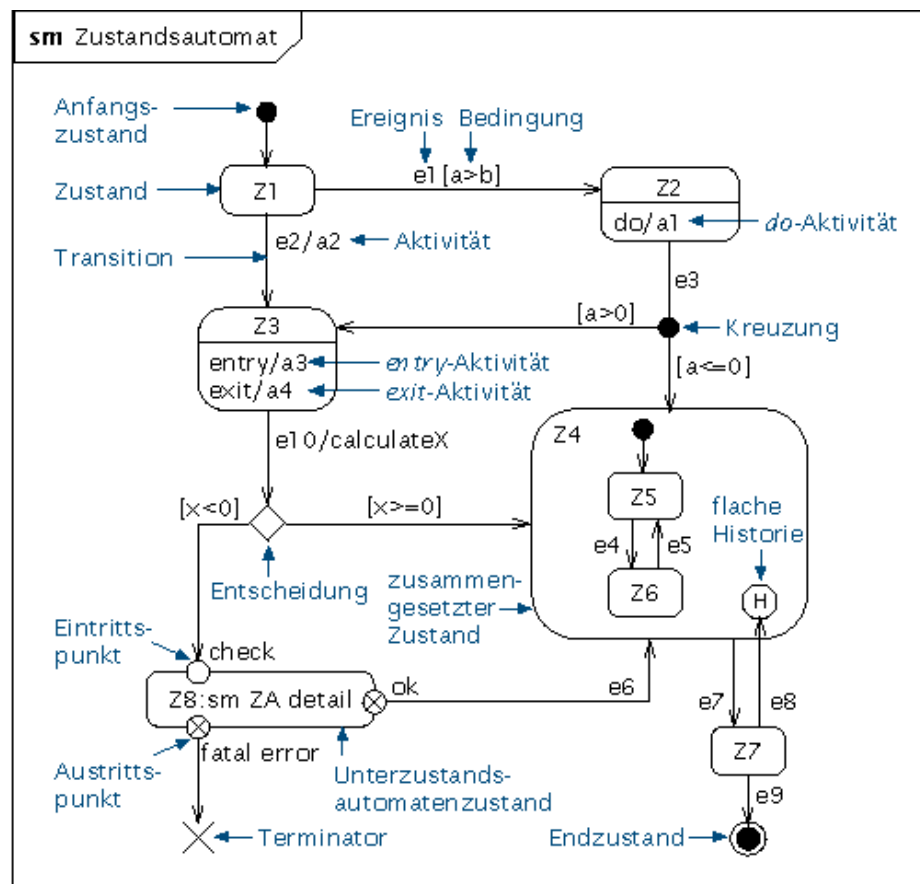 sm Zustandsautomat
Anfangs-
zustand
Ereignis
Bedingung
Zustand
Z1
e1[a>b]
Z2
do/a1
do-Aktivität
e2/a2
Aktivität
Transition
e3
Z3
[a>0]
Kreuzung
entry/a3
entry-Aktivität
exit/a4
exit-Aktivität
[a<=0]
e10/calculateX
Z4
[x<0]
[x>=0]
Z5
flache
Historie
e4
e5
Entscheidung
zusammen-
gesetzter
Zustand
Z6
H
Eintritts-
punkt
check
Z8:sm ZA detail
ok
e6
e7
e8
fatal error
Z7
Austritts-
punkt
Unterzustands-
automatenzustand
e9
Terminator
Endzustand